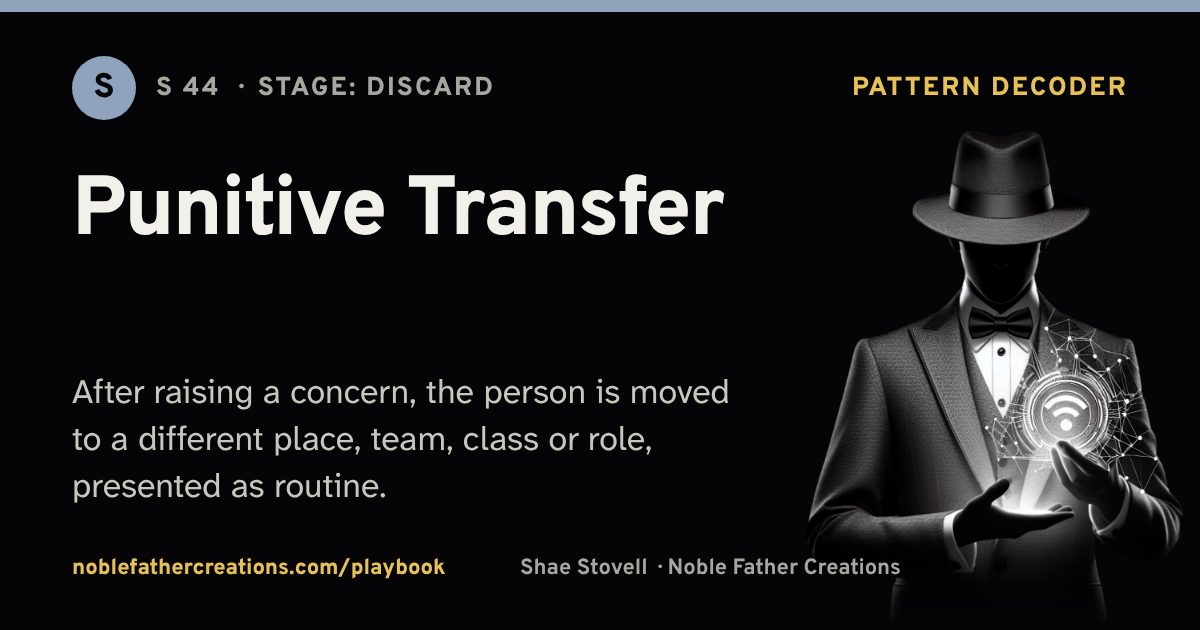 S
S 44 · STAGE: DISCARD
PATTERN DECODER
Punitive Transfer
After raising a concern, the person is moved
to a different place, team, class or role,
presented as routine.
noblefathercreations.com/playbook
Shae Stovell · Noble Father Creations